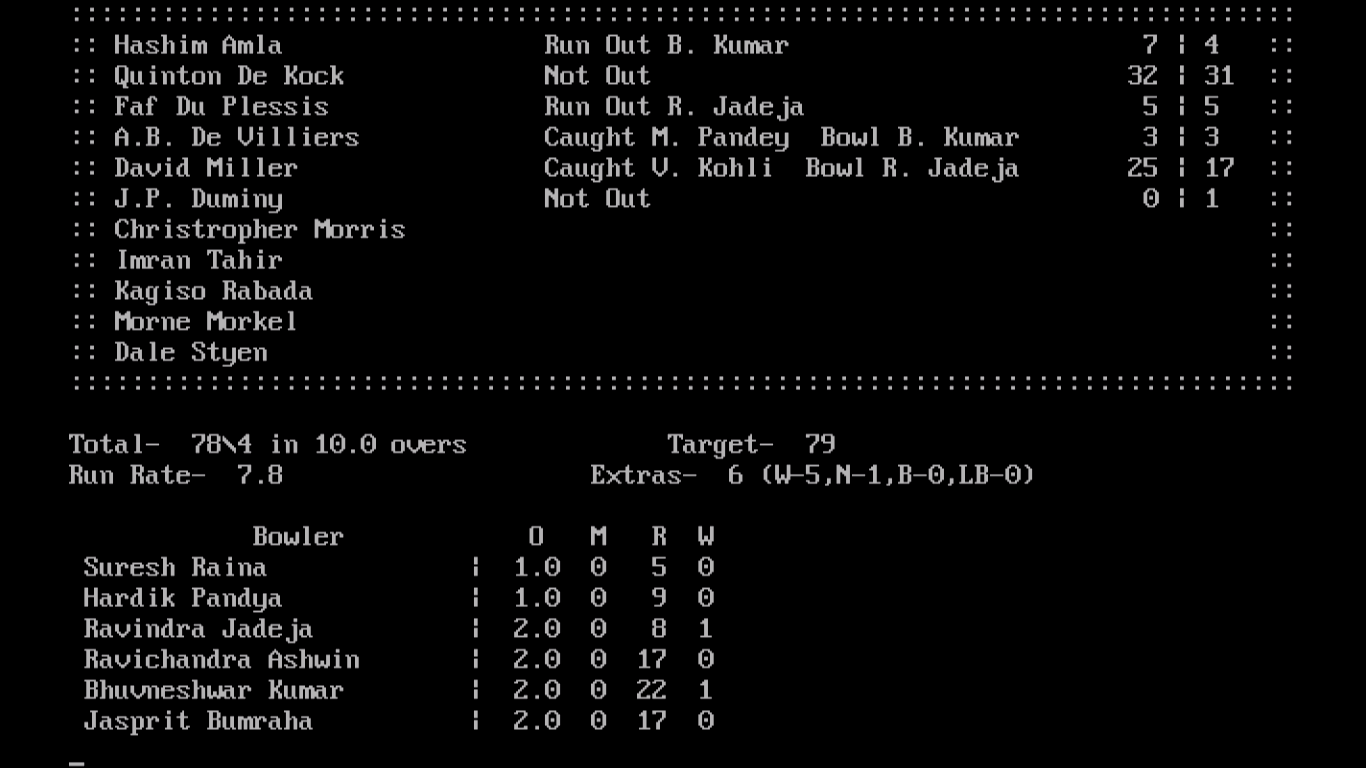 ::::::::::::::::::::::::::::::::::::::::::::::::::::::::::::::::::::::::::::::::
:: Hashim Amla Run Out B. Kumar 7 ¦ 4 ::
:: Quinton De Kock Not Out 32 ¦ 31 ::
:: Faf Du Plessis Run Out R. Jadeja 5 ¦ 5 ::
:: A.B. De Villiers Caught M. Pandey Bowl B. Kumar 3 ¦ 3 ::
:: David Miller Caught V. Kohli Bowl R. Jadeja 25 ¦ 17 ::
:: J.P. Duminy Not Out 0 ¦ 1 ::
:: Christropher Morris ::
:: Imran Tahir ::
:: Kagiso Rabada ::
:: Morne Morkel ::
:: Dale Styen ::
::::::::::::::::::::::::::::::::::::::::::::::::::::::::::::::::::::::::::::::::
Total- 78\4 in 10.0 overs Target- 79
Run Rate- 7.8 Extras- 6 (W-5,N-1,B-0,LB-0)
Bowler O M R W
Suresh Raina ¦ 1.0 0 5 0
Hardik Pandya ¦ 1.0 0 9 0
Ravindra Jadeja ¦ 2.0 0 8 1
Ravichandra Ashwin ¦ 2.0 0 17 0
Bhuvneshwar Kumar ¦ 2.0 0 22 1
Jasprit Bumraha ¦ 2.0 0 17 0
_